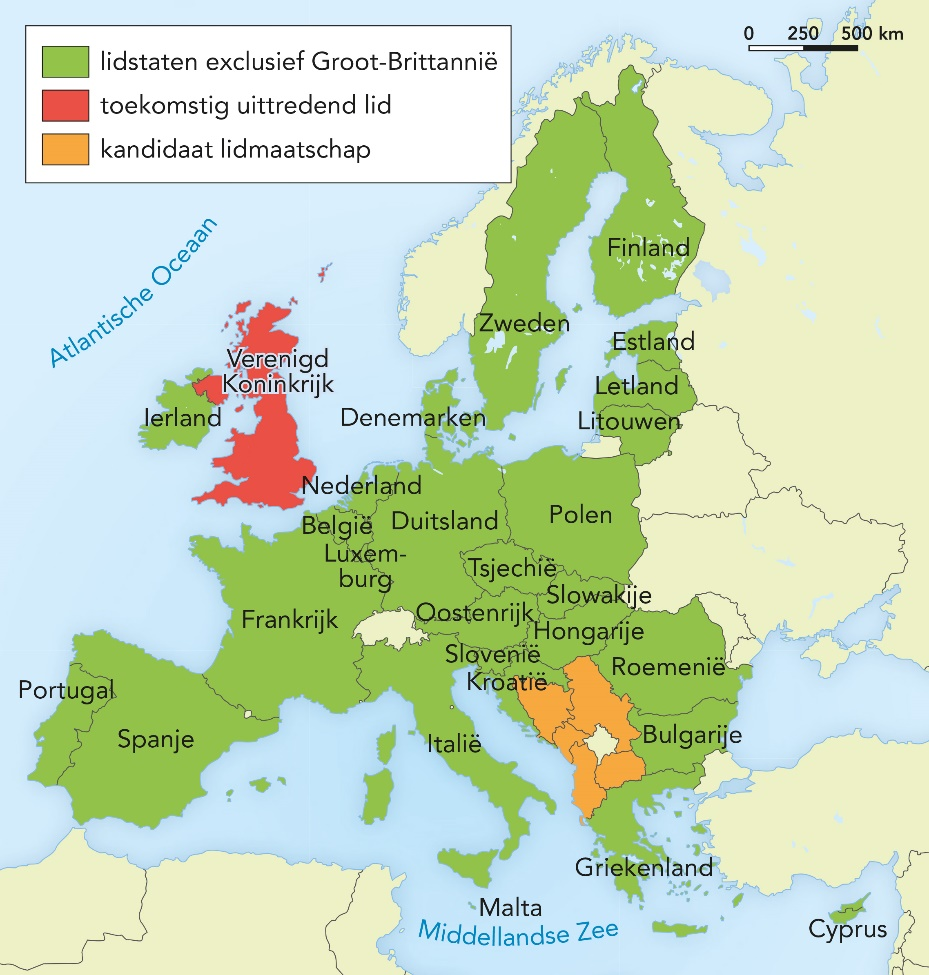 lidstaten exclusief Groot-Brittannië
toekomstig uittredend lid
kandidaat lidmaatschap
0 250 500 km
Atlantische Oceaan
Finland
Zweden
Estland
Verenigd
Koninkrijk
Letland
Ierland
Denemarken
Litouwen
Nederland
België
Duitsland
Polen
Luxem-
burg
Tsjechië
Slowakije
Frankrijk
Oostenrijk
Hongarije
Slovenië
Roemenië
Kroatië
Portugal
Spanje
Italië
Bulgarije
Griekenland
Malta
Middellandse Zee
Cyprus